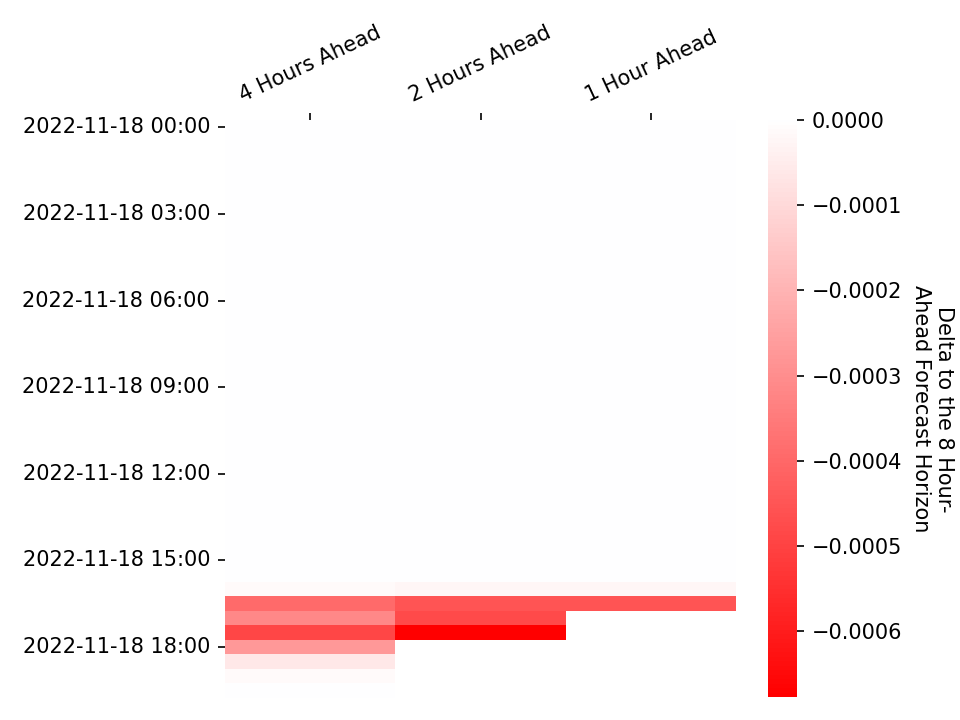 4 Hours Ahead
2 Hours Ahead
1 Hour Ahead
2022-11-18 00:00
2022-11-18 03:00
2022-11-18 06:00
2022-11-18 09:00
2022-11-18 12:00
2022-11-18 15:00
2022-11-18 18:00
0.0000
−0.0001
−0.0002
−0.0003
−0.0004
−0.0005
−0.0006
Delta to the 8 Hour-
Ahead Forecast Horizon